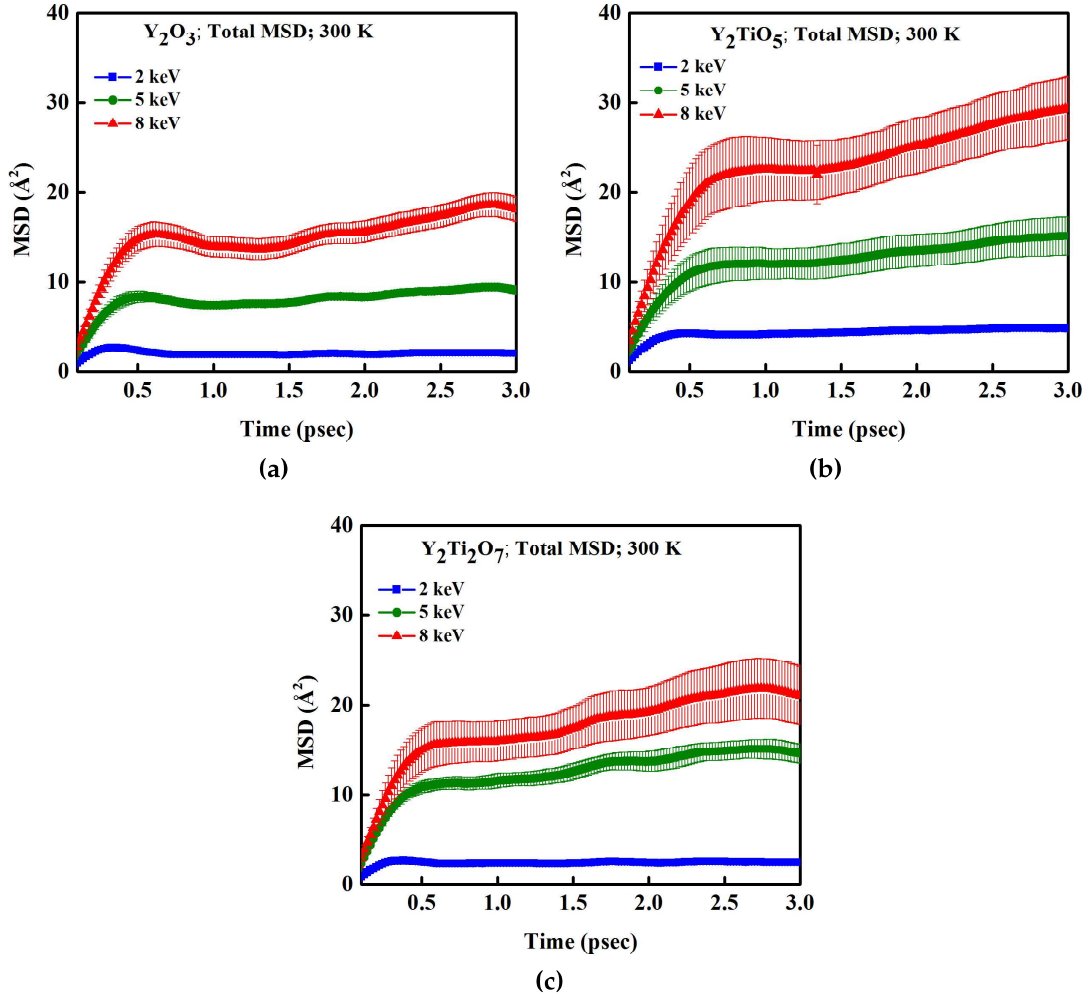 Y₂O₃; Total MSD; 300 K
2 keV
5 keV
8 keV
MSD (Å²)
40
30
20
10
0
0.5 1.0 1.5 2.0 2.5 3.0
Time (psec)
(a)
Y₂TiO₅; Total MSD; 300 K
2 keV
5 keV
8 keV
MSD (Å²)
40
30
20
10
0
0.5 1.0 1.5 2.0 2.5 3.0
Time (psec)
(b)
Y₂Ti₂O₇; Total MSD; 300 K
2 keV
5 keV
8 keV
MSD (Å²)
40
30
20
10
0
0.5 1.0 1.5 2.0 2.5 3.0
Time (psec)
(c)